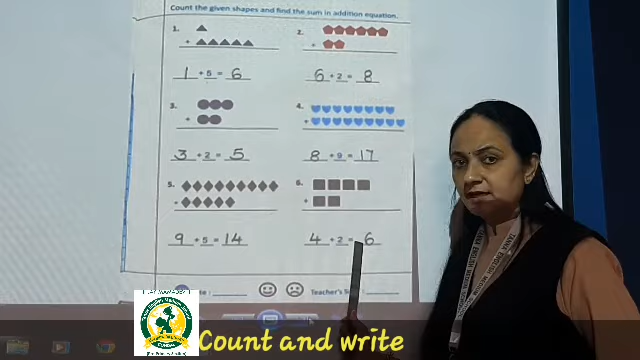 Count the given shapes and find the sum in addition equation.
1.
+
1 + 5 = 6
2.
+
6 + 2 = 8
3.
+
3 + 2 = 5
4.
+
8 + 9 = 17
5.
+
9 + 5 = 14
6.
+
4 + 2 = 6
Teacher's
Count and write